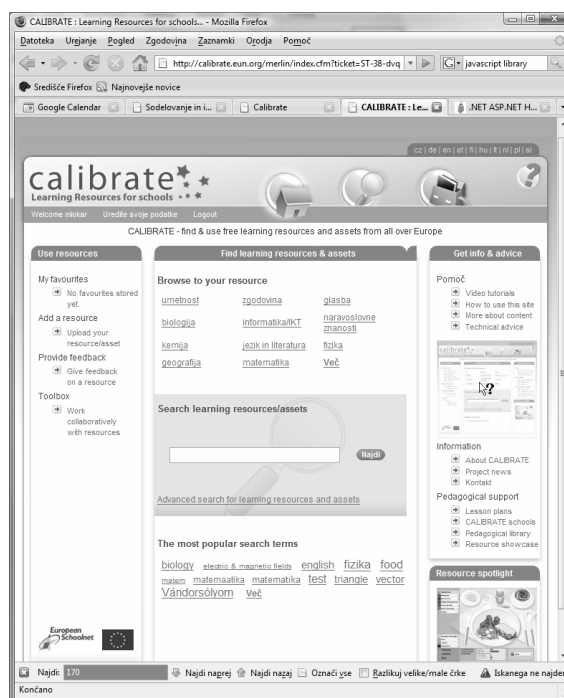 CALIBRATE : Learning Resources for schools... - Mozilla Firefox
Datoteka Urejanje Pogled Zgodovina Zaznamki Orodja Pomoč
http://calibrate.eun.org/merlin/index.cfm?ticket=ST-38-dvq
javascript library
Središče Firefox Najnovejše novice
Google Calendar
Sodelovanje in i...
Calibrate
CALIBRATE : Le...
.NET ASP.NET H...
cz | de | en | et | fi | hu | lt | nl | pl | sl
calibrate
Learning Resources for schools
Welcome mlokar Uredite svoje podatke Logout
CALIBRATE - find & use free learning resources and assets from all over Europe
Use resources
My favourites
No favourites stored
yet.
Add a resource
Upload your
resource/asset
Provide feedback
Give feedback
on a resource
Toolbox
Work
collaboratively
with resources
European
Schoolnet
Find learning resources & assets
Browse to your resource
umetnost zgodovina glasba
biologija informatika/IKT naravoslovne
znanosti
kemija jezik in literatura fizika
geografija matematika Več
Search learning resources/assets
Najdi
Advanced search for learning resources and assets
The most popular search terms
biology electric & magnetic fields english fizika food
matem matemaatika matematika test triangle vector
Vándorsólyom Več
Get info & advice
Pomoč
Video tutorials
How to use this site
More about content
Technical advice
calibrate
?
Information
About CALIBRATE
Project news
Kontakt
Pedagogical support
Lesson plans
CALIBRATE schools
Pedagogical library
Resource showcase
Resource spotlight
Najdi: 170 Najdi naprej Najdi nazaj Označi vse Razlikuj velike/male črke Iskanega ne najdem
Končano